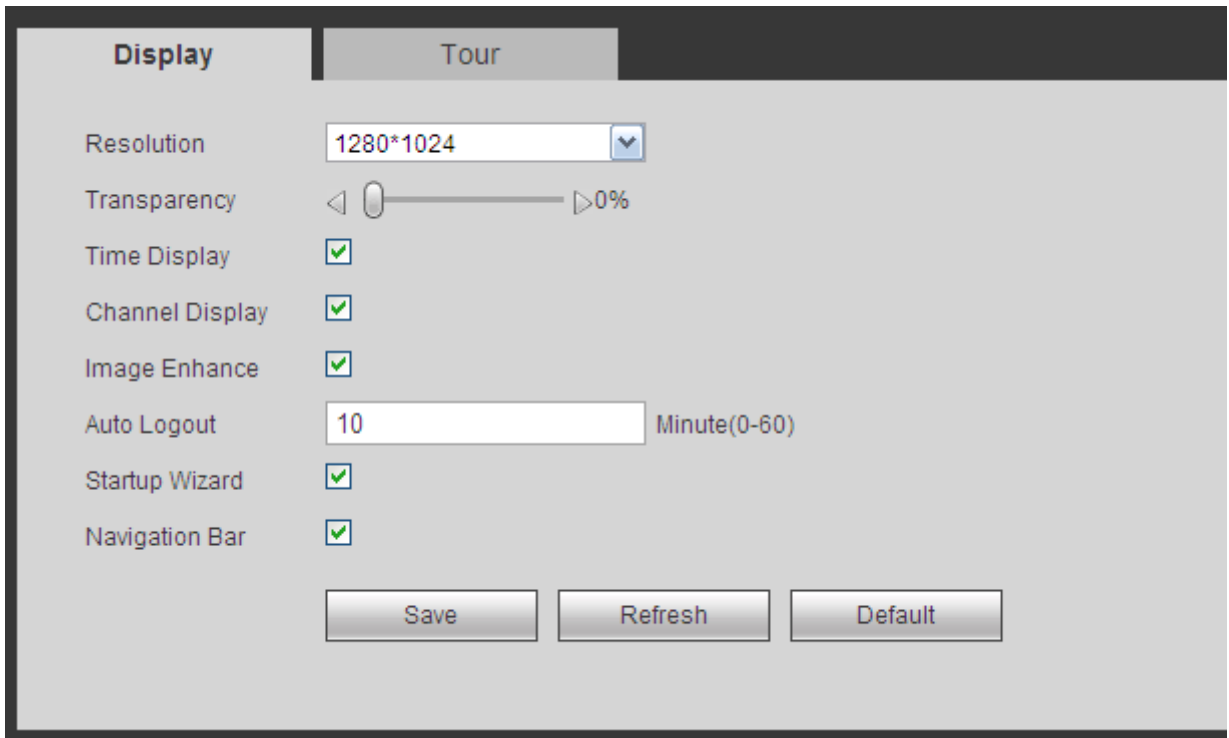 Display Tour
Resolution 1280*1024
Transparency 0%
Time Display
Channel Display
Image Enhance
Auto Logout 10 Minute(0-60)
Startup Wizard
Navigation Bar
Save Refresh Default